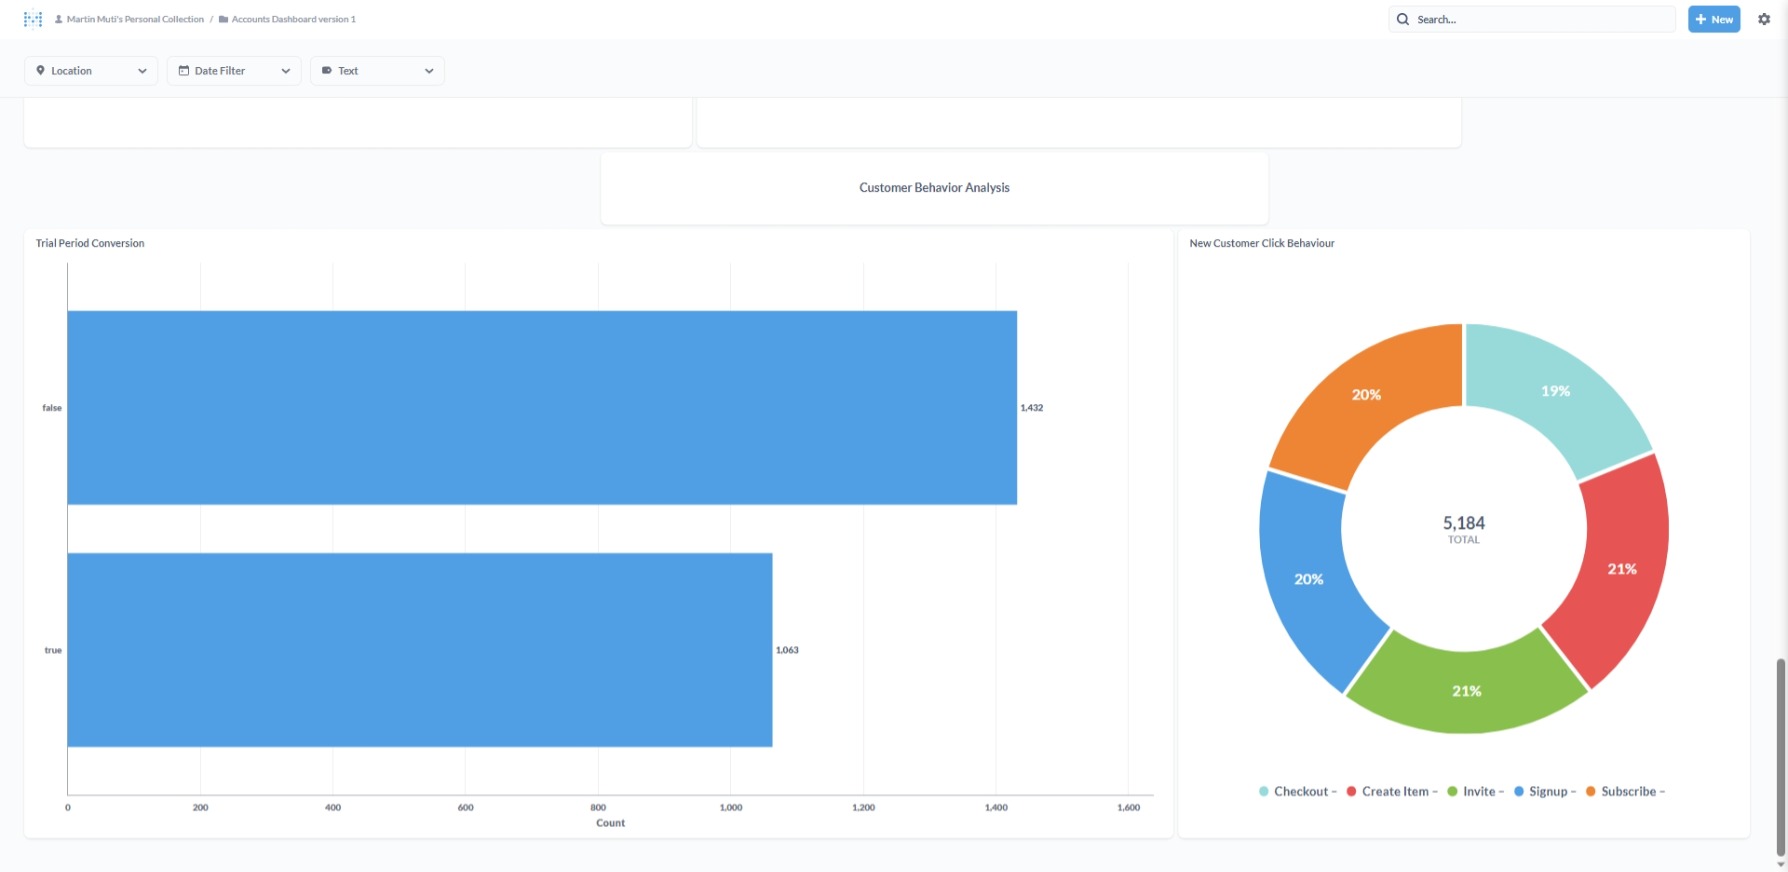 Martin Muti's Personal Collection / Accounts Dashboard version 1
Search...
+ New
Location
Date Filter
Text
Customer Behavior Analysis
Trial Period Conversion
false
1,432
true
1,063
0 200 400 600 800 1,000 1,200 1,400 1,600
Count
New Customer Click Behaviour
20%
19%
5,184
TOTAL
21%
20%
21%
Checkout – Create Item – Invite – Signup – Subscribe –